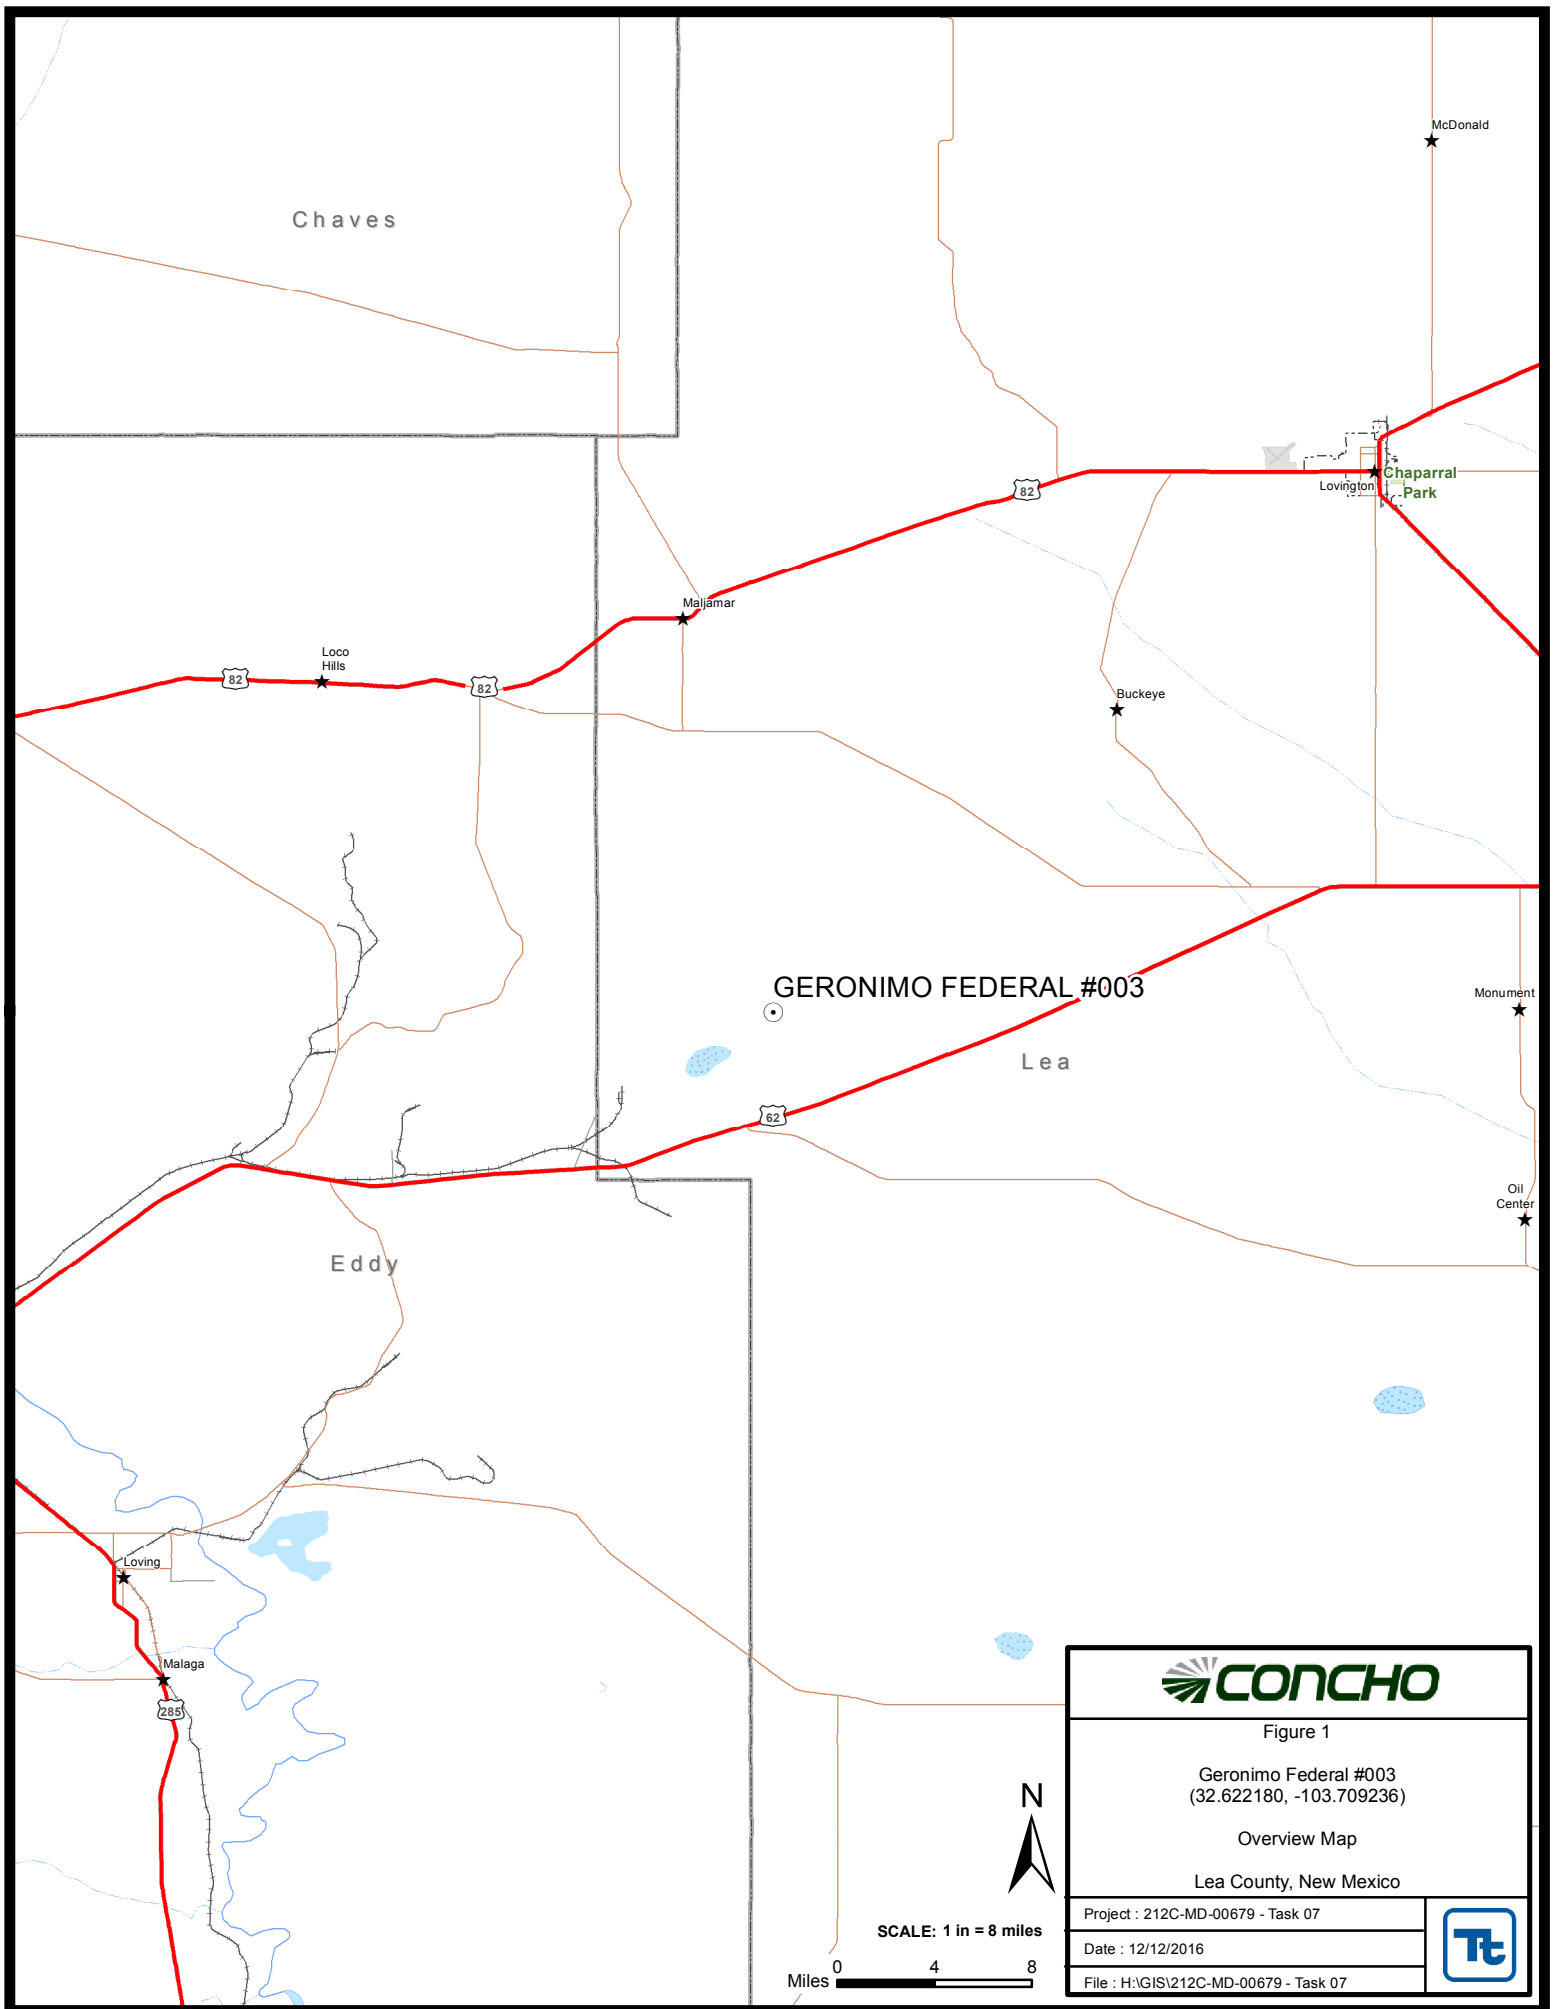 McDonald
Chaves
Chaparral
Park
Lovington
82
Maljamar
Loco
Hills
82
82
Buckeye
GERONIMO FEDERAL #003
Monument
Lea
62
Oil
Center
Eddy
Loving
Malaga
285
CONCHO
Figure 1
Geronimo Federal #003
(32.622180, -103.709236)
Overview Map
Lea County, New Mexico
N
SCALE: 1 in = 8 miles
0 4 8
Miles
Project : 212C-MD-00679 - Task 07
Date : 12/12/2016
File : H:\GIS\212C-MD-00679 - Task 07
Tt